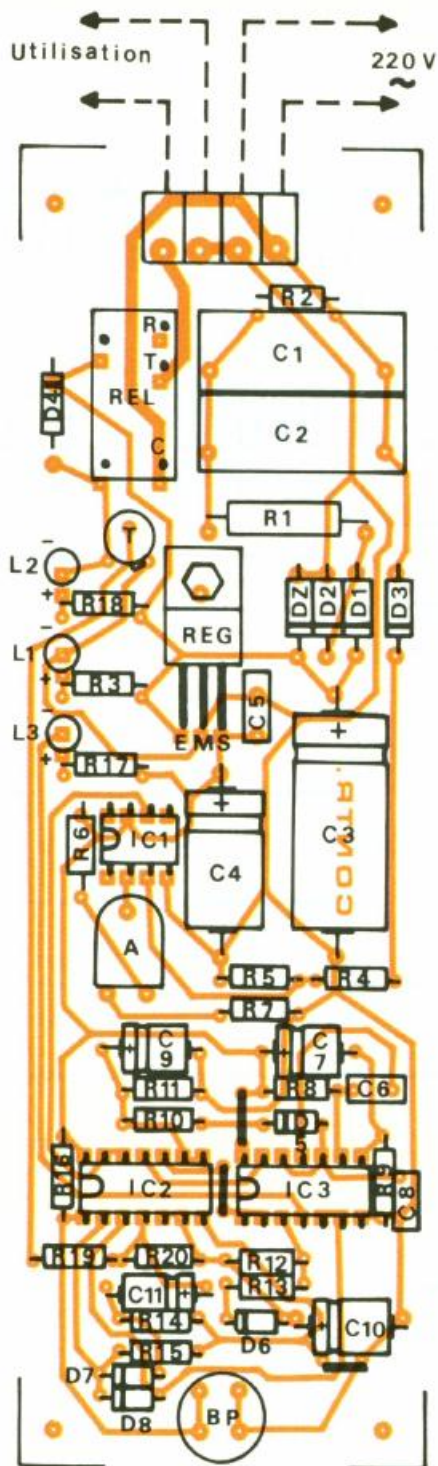 Utilisation 220 V
~
R2
R
T
REL
C
D4
C1
C2
R1
T
L2 - +
R18
REG
DZ D2 D1 D3
L1 - +
R3
EMS
C5
L3 - +
R17
R6
IC1
C4
C3
CONTR.
A
R5 R4
R7
C9 C7
R11 R8 C6
R10 D5
R16 IC2 IC3 R9 C8
R19 R20 R12
R13
C11
R14 D6 C10
R15
D7
D8
BP